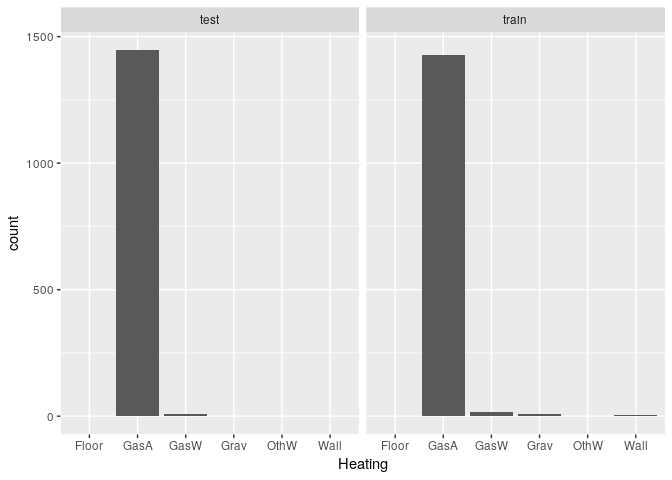 test train
1500
1000
500
0
count
Floor GasA GasW Grav OthW Wall Floor GasA GasW Grav OthW Wall
Heating